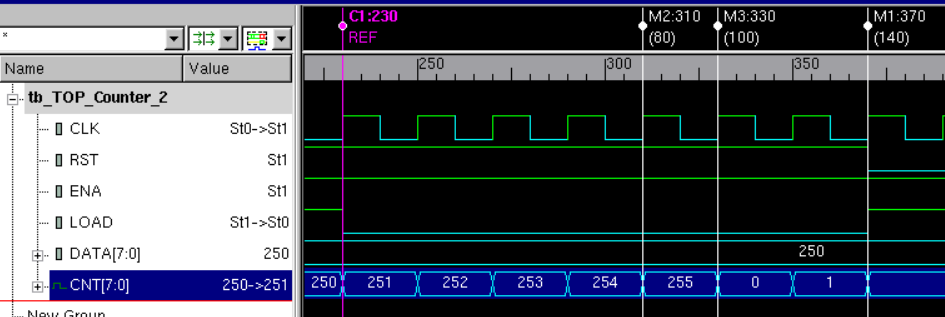 C1:230 M2:310 M3:330 M1:370
REF (80) (100) (140)
*
Name Value 250 300 350
tb_TOP_Counter_2
CLK St0->St1
RST St1
ENA St1
LOAD St1->St0
DATA[7:0] 250 250
CNT[7:0] 250->251 250 251 252 253 254 255 0 1
New Group